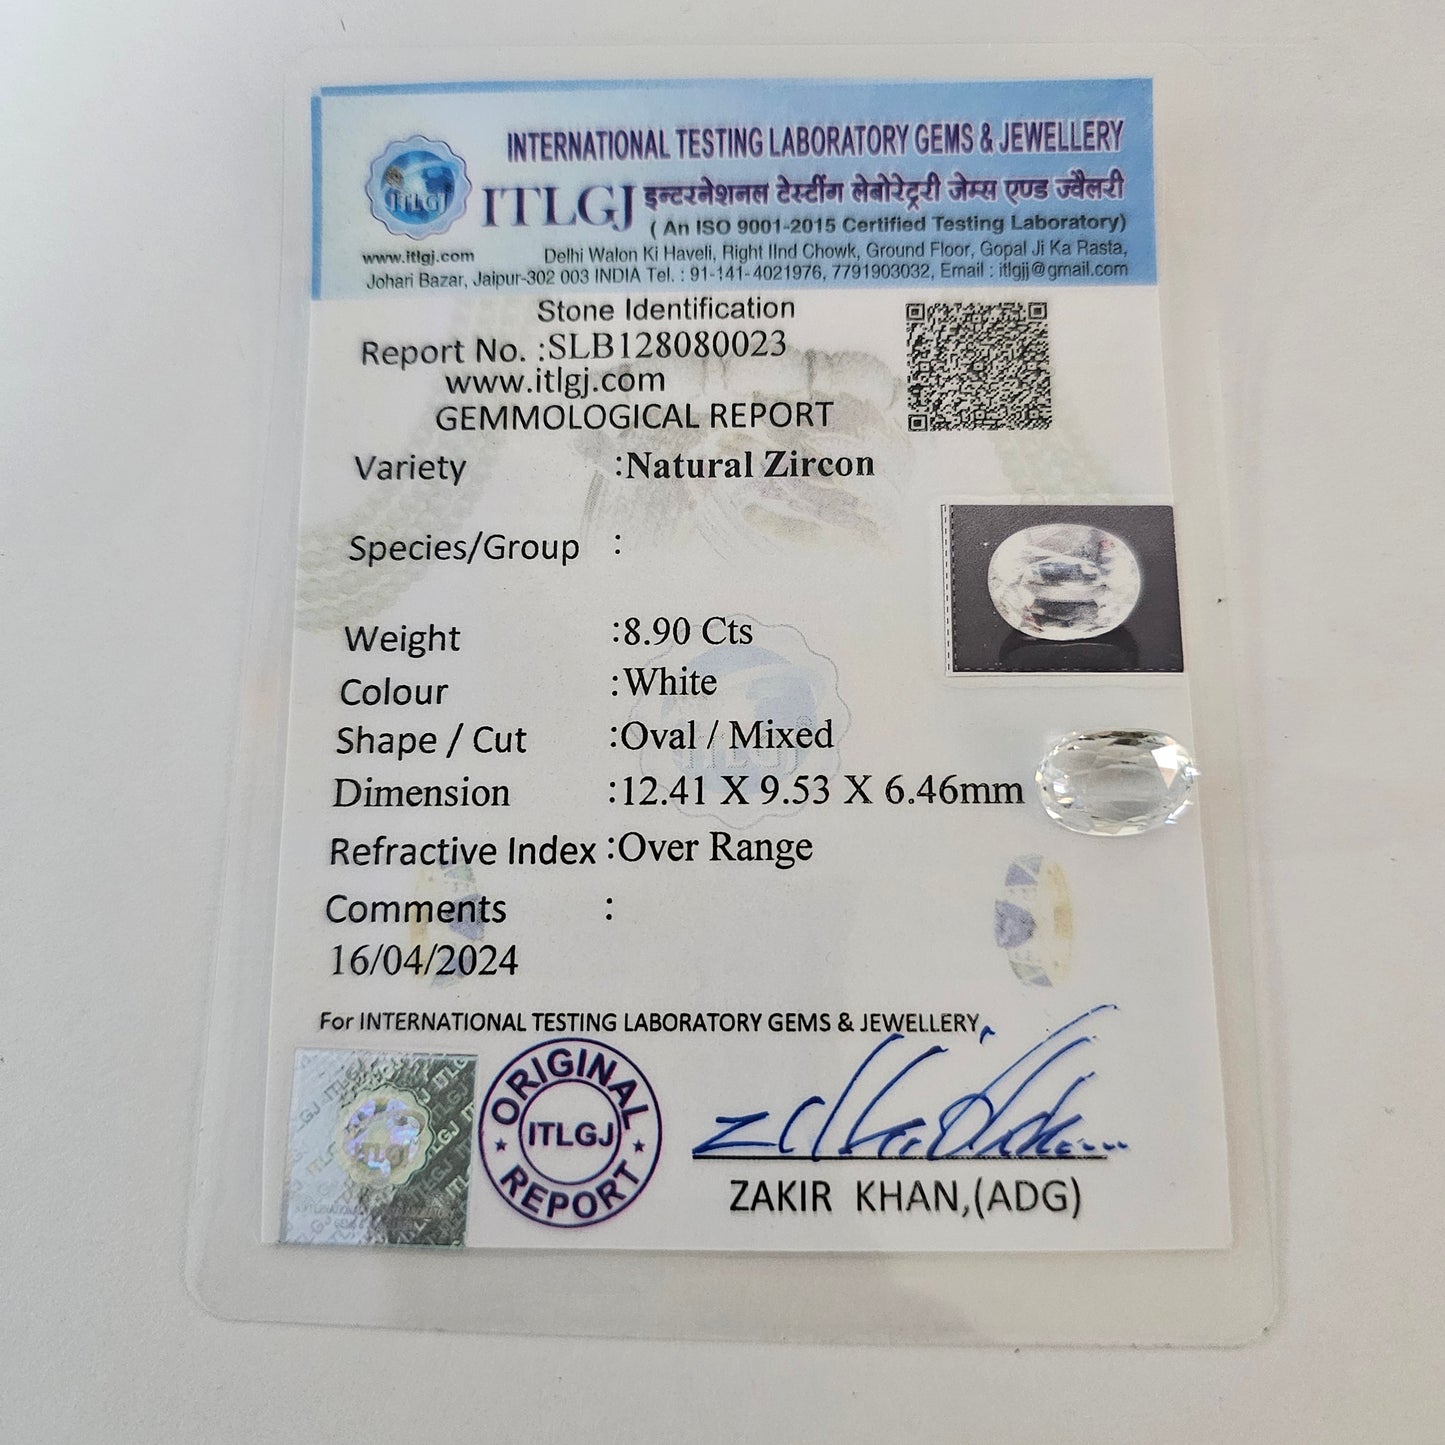 INTERNATIONAL TESTING LABORATORY GEMS & JEWELLERY
ITLGJ
ITLGJ इन्टरनेशनल टेस्टींग लेबोरेट्ररी जेम्स एण्ड ज्वैलरी
( An ISO 9001-2015 Certified Testing Laboratory)
www.itlgj.com Delhi Walon Ki Haveli, Right IInd Chowk, Ground Floor, Gopal Ji Ka Rasta,
Johari Bazar, Jaipur-302 003 INDIA Tel. : 91-141-4021976, 7791903032, Email : itlgjj@gmail.com
Stone Identification
Report No. :SLB128080023
www.itlgj.com
GEMMOLOGICAL REPORT
Variety :Natural Zircon
Species/Group :
Weight :8.90 Cts
Colour :White
Shape / Cut :Oval / Mixed
Dimension :12.41 X 9.53 X 6.46mm
Refractive Index :Over Range
Comments :
16/04/2024
For INTERNATIONAL TESTING LABORATORY GEMS & JEWELLERY,
ORIGINAL
ITLGJ
REPORT
ITLGJ
ZAKIR KHAN,(ADG)